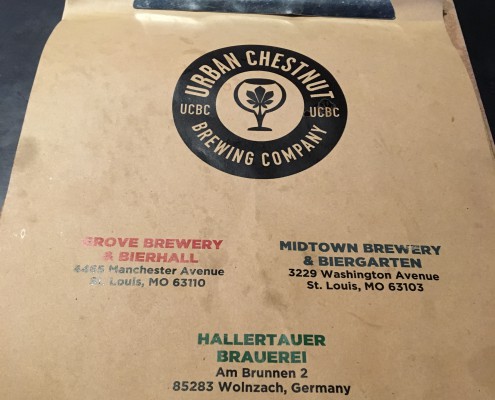 URBAN CHESTNUT
UCBC UCBC
BREWING COMPANY
GROVE BREWERY
& BIERHALL
4465 Manchester Avenue
St. Louis, MO 63110
MIDTOWN BREWERY
& BIERGARTEN
3229 Washington Avenue
St. Louis, MO 63103
HALLERTAUER
BRAUEREI
Am Brunnen 2
85283 Wolnzach, Germany